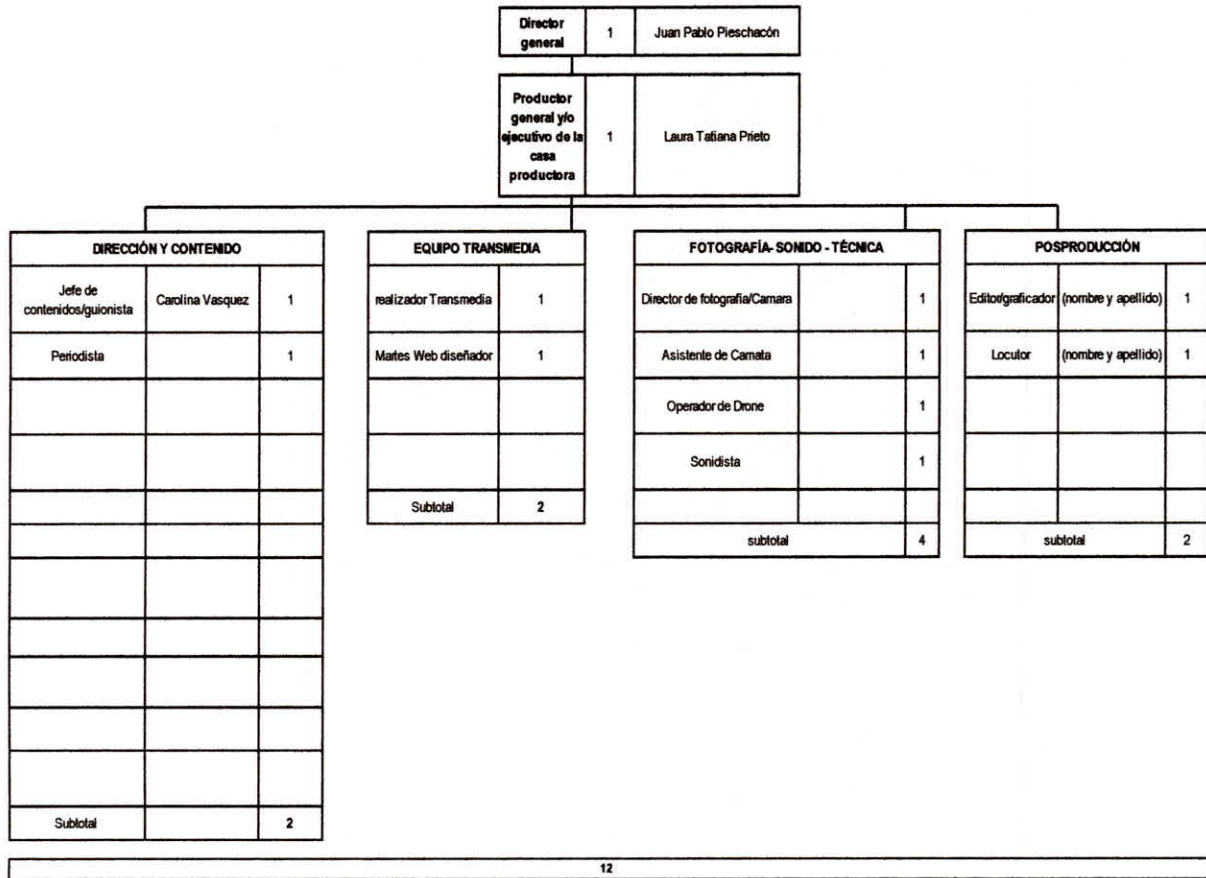 Director general 1 Juan Pablo Pieschacón
Productor general y/o ejecutivo de la casa productora 1 Laura Tatiana Prieto
DIRECCIÓN Y CONTENIDO
Jefe de contenidos/guionista Carolina Vasquez 1
Periodista 1
Subtotal 2
EQUIPO TRANSMEDIA
realizador Transmedia 1
Martes Web diseñador 1
Subtotal 2
FOTOGRAFÍA- SONIDO - TÉCNICA
Director de fotografia/Camara 1
Asistente de Camata 1
Operador de Drone 1
Sonidista 1
subtotal 4
POSPRODUCCIÓN
Editor/graficador (nombre y apellido) 1
Locutor (nombre y apellido) 1
subtotal 2
12